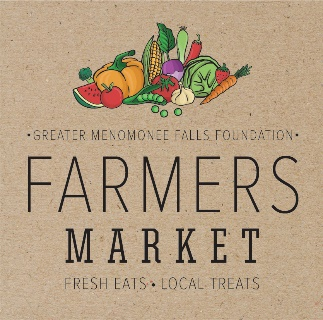 •GREATER MENOMONEE FALLS FOUNDATION•
FARMERS
MARKET
FRESH EATS • LOCAL TREATS